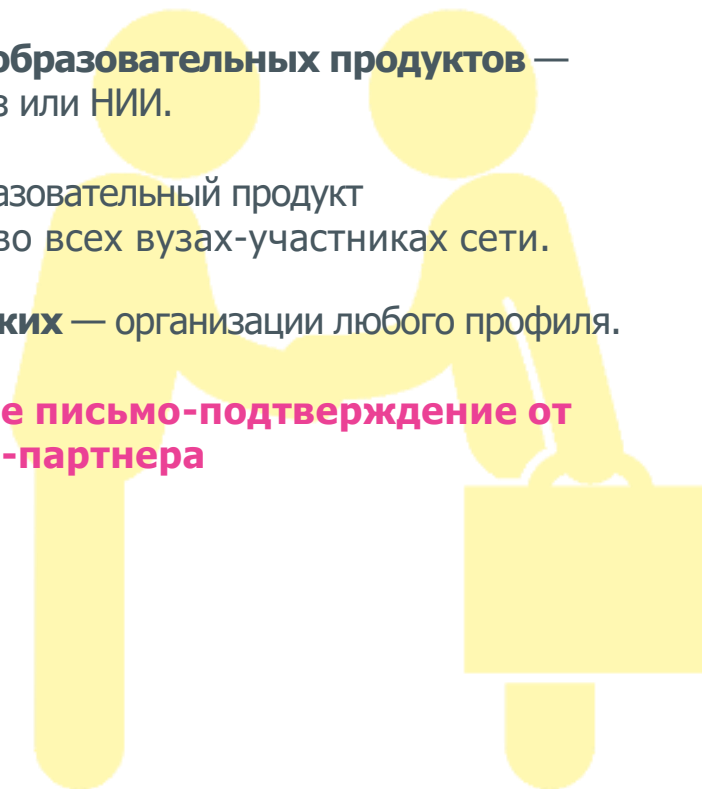 образовательных продуктов —
в или НИИ.
азовательный продукт
во всех вузах-участниках сети.
ких — организации любого профиля.
е письмо-подтверждение от
-партнера